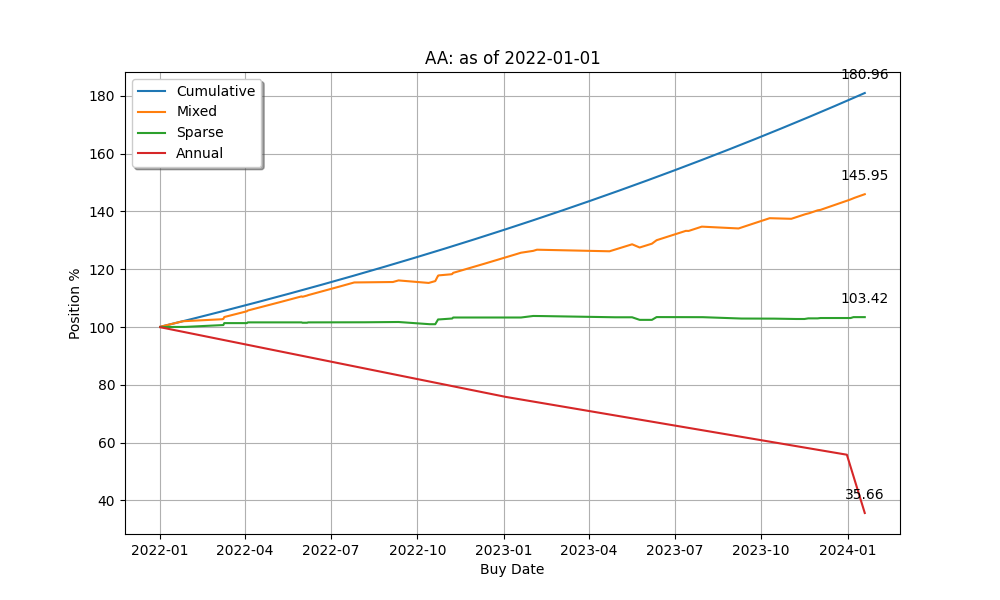 AA: as of 2022-01-01
Cumulative
Mixed
Sparse
Annual
180.96
145.95
103.42
35.66
180
160
140
120
100
80
60
40
Position %
2022-01 2022-04 2022-07 2022-10 2023-01 2023-04 2023-07 2023-10 2024-01
Buy Date